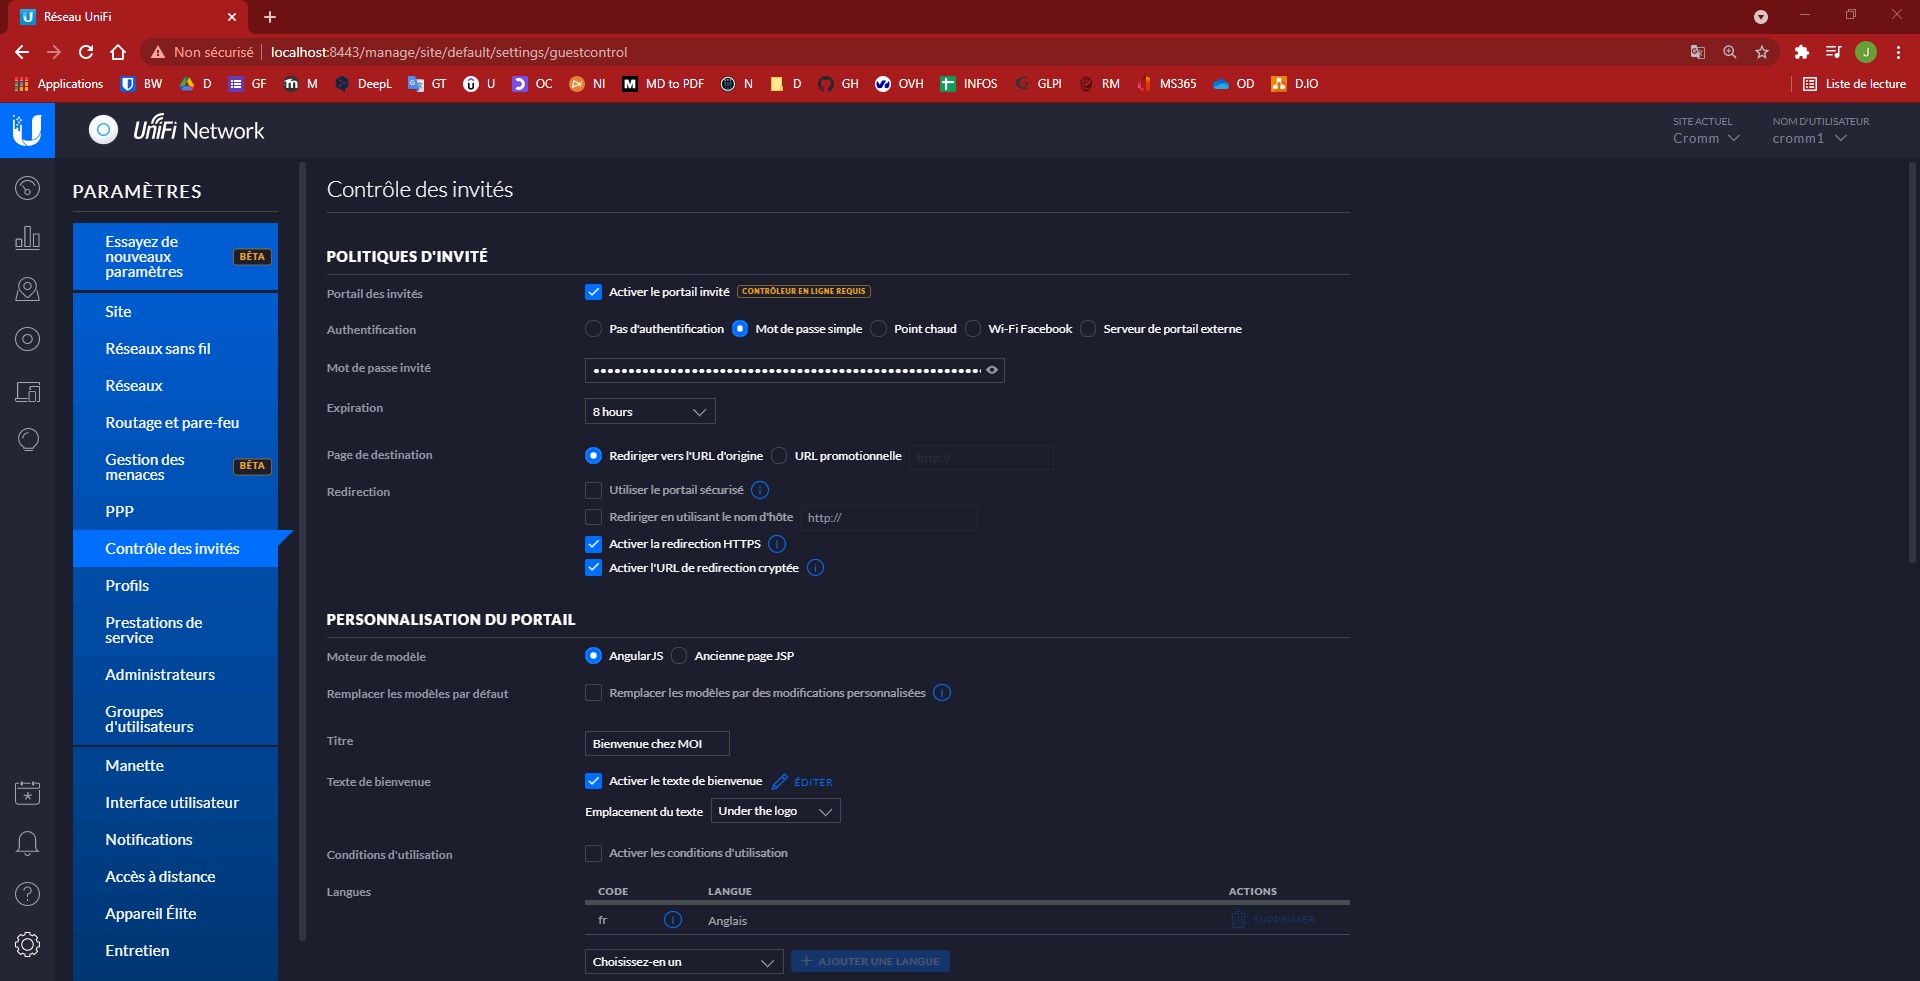 Réseau UniFi
Non sécurisé
localhost:8443/manage/site/default/settings/guestcontrol
J
Applications BW D GF M DeepL GT U OC NI MD to PDF N D GH OVH INFOS GLPI RM MS365 OD D.IO Liste de lecture
UniFi Network
SITE ACTUEL
Cromm
NOM D'UTILISATEUR
cromm1
PARAMÈTRES
Essayez de
nouveaux
paramètres
BÊTA
Site
Réseaux sans fil
Réseaux
Routage et pare-feu
Gestion des
menaces
BÊTA
PPP
Contrôle des invités
Profils
Prestations de
service
Administrateurs
Groupes
d'utilisateurs
Manette
Interface utilisateur
Notifications
Accès à distance
Appareil Élite
Entretien
Contrôle des invités
POLITIQUES D'INVITÉ
Portail des invités
Activer le portail invité CONTRÔLEUR EN LIGNE REQUIS
Authentification
Pas d'authentification Mot de passe simple Point chaud Wi-Fi Facebook Serveur de portail externe
Mot de passe invité
Expiration
8 hours
Page de destination
Rediriger vers l'URL d'origine URL promotionnelle http://
Redirection
Utiliser le portail sécurisé
Rediriger en utilisant le nom d'hôte http://
Activer la redirection HTTPS
Activer l'URL de redirection cryptée
PERSONNALISATION DU PORTAIL
Moteur de modèle
AngularJS Ancienne page JSP
Remplacer les modèles par défaut
Remplacer les modèles par des modifications personnalisées
Titre
Bienvenue chez MOI
Texte de bienvenue
Activer le texte de bienvenue ÉDITER
Emplacement du texte Under the logo
Conditions d'utilisation
Activer les conditions d'utilisation
Langues
CODE LANGUE ACTIONS
fr Anglais SUPPRIMER
Choisissez-en un
+ AJOUTER UNE LANGUE